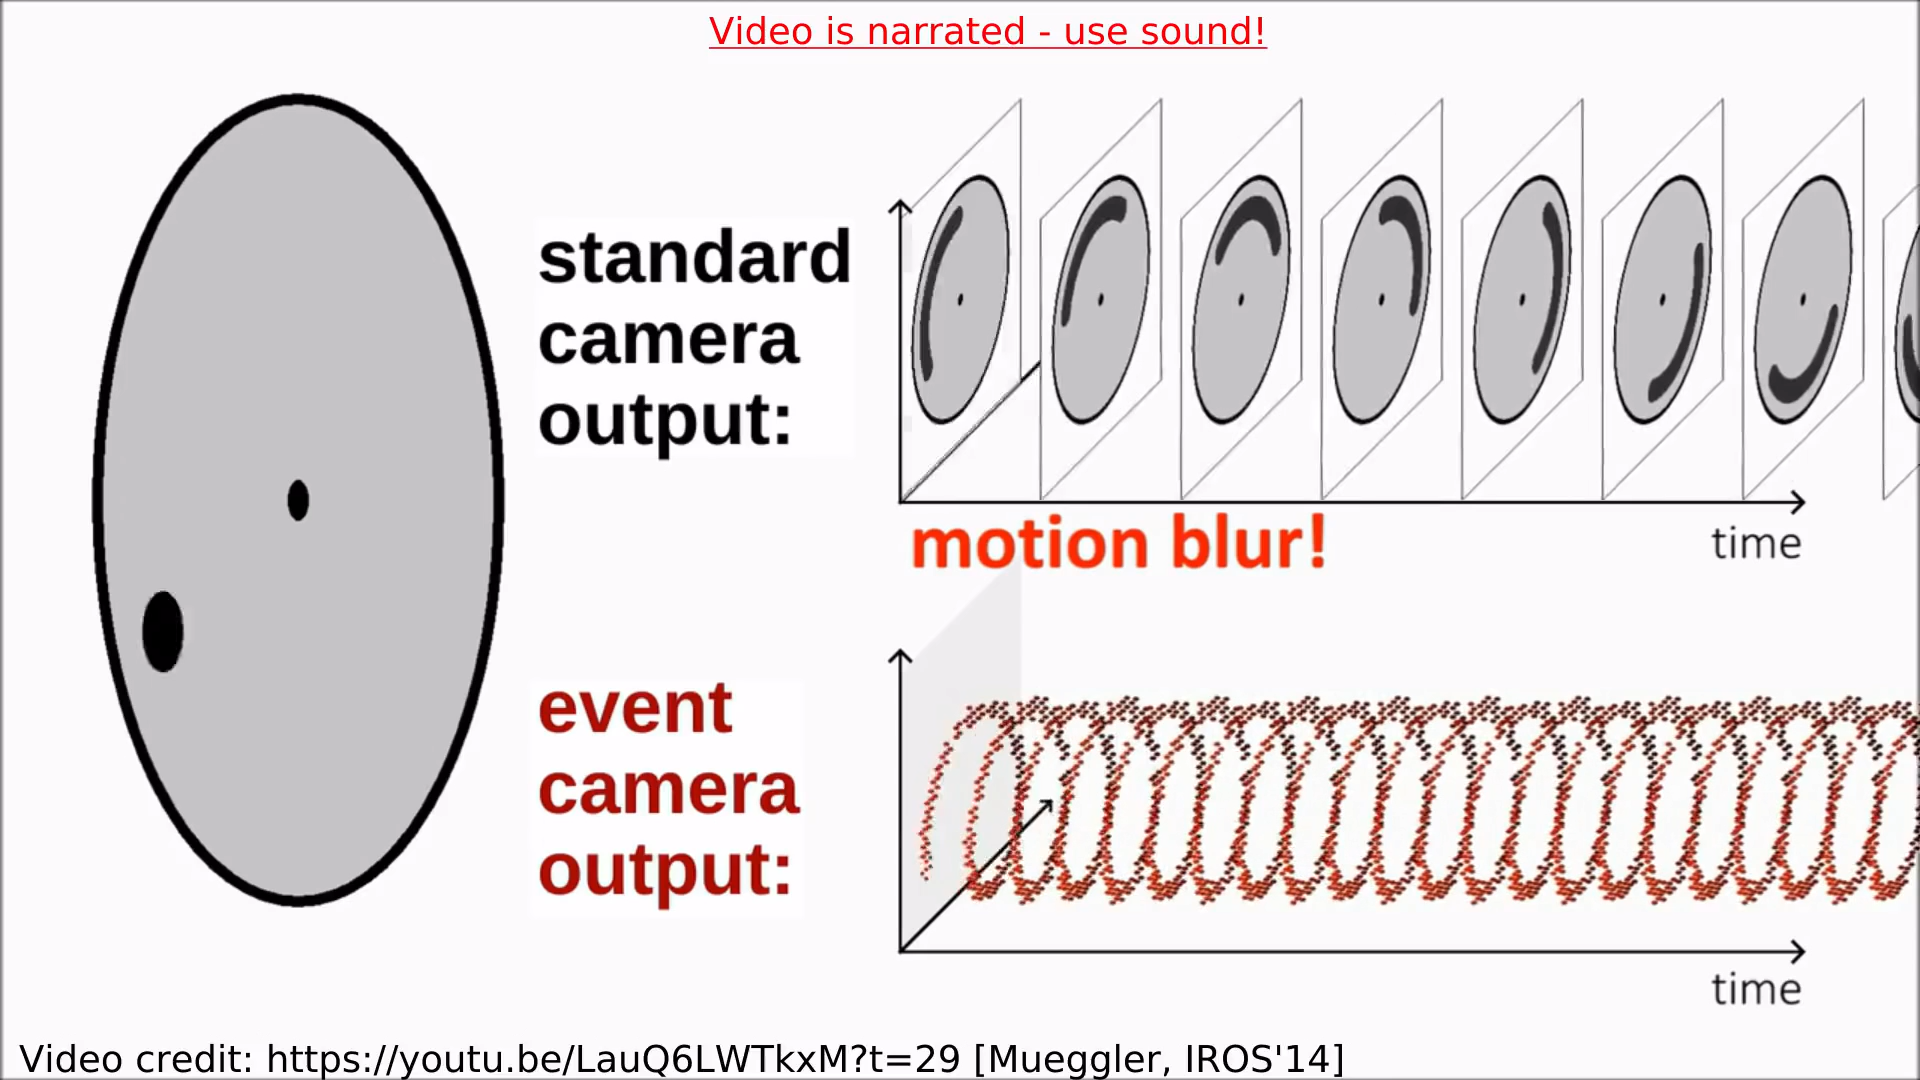 Video is narrated - use sound!
standard
camera
output:
motion blur!
time
event
camera
output:
time
Video credit: https://youtu.be/LauQ6LWTkxM?t=29 [Mueggler, IROS'14]